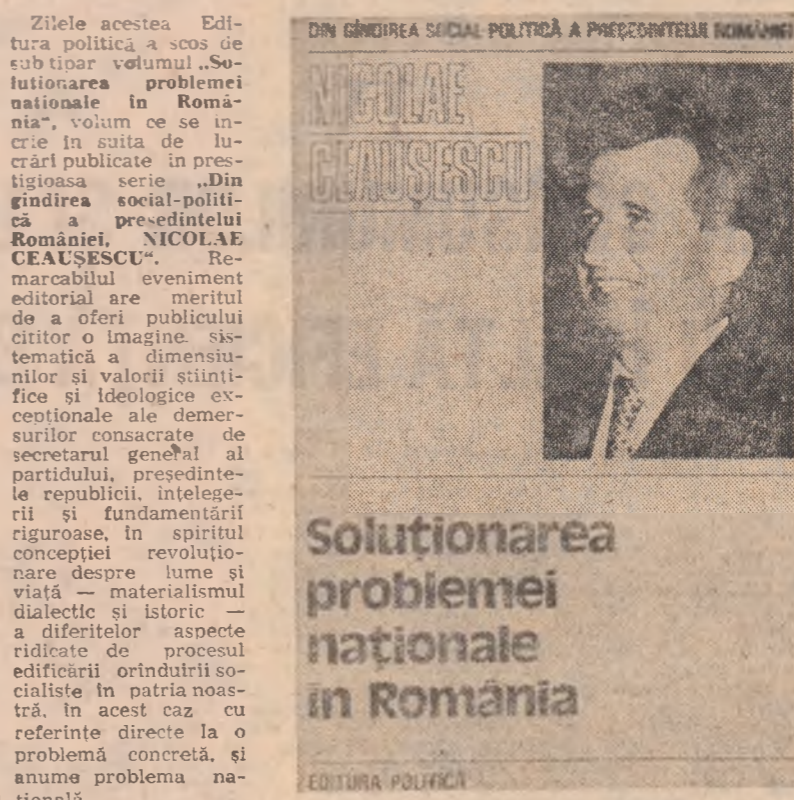 Zilele acestea Edi-
tura politică a scos de
sub tipar volumul „So-
luționarea problemei
naționale în Româ-
nia“, volum ce se în-
crie în suita de lu-
crări publicate în pres-
tigioasa serie „Din
gîndirea social-politi-
că a președintelui
României, NICOLAE
CEAUȘESCU“. Re-
marcabilul eveniment
editorial are meritul
de a oferi publicului
cititor o imagine sis-
tematică a dimensiu-
nilor și valorii științi-
fice și ideologice ex-
cepționale ale demer-
surilor consacrate de
secretarul general al
partidului, președinte-
le republicii, înțelege-
rii și fundamentării
riguroase, în spiritul
concepției revoluțio-
nare despre lume și
viață — materialismul
dialectic și istoric —
a diferitelor aspecte
ridicate de procesul
edificării orînduirii so-
cialiste în patria noas-
tră, în acest caz cu
referințe directe la o
problemă concretă, și
anume problema na-
țională.
DIN GÎNDIREA SOCIAL-POLITICĂ A PREȘEDINTELUI ROMÂNIEI
NICOLAE
CEAUȘESCU
Soluționarea
problemei
naționale
în România
EDITURA POLITICĂ